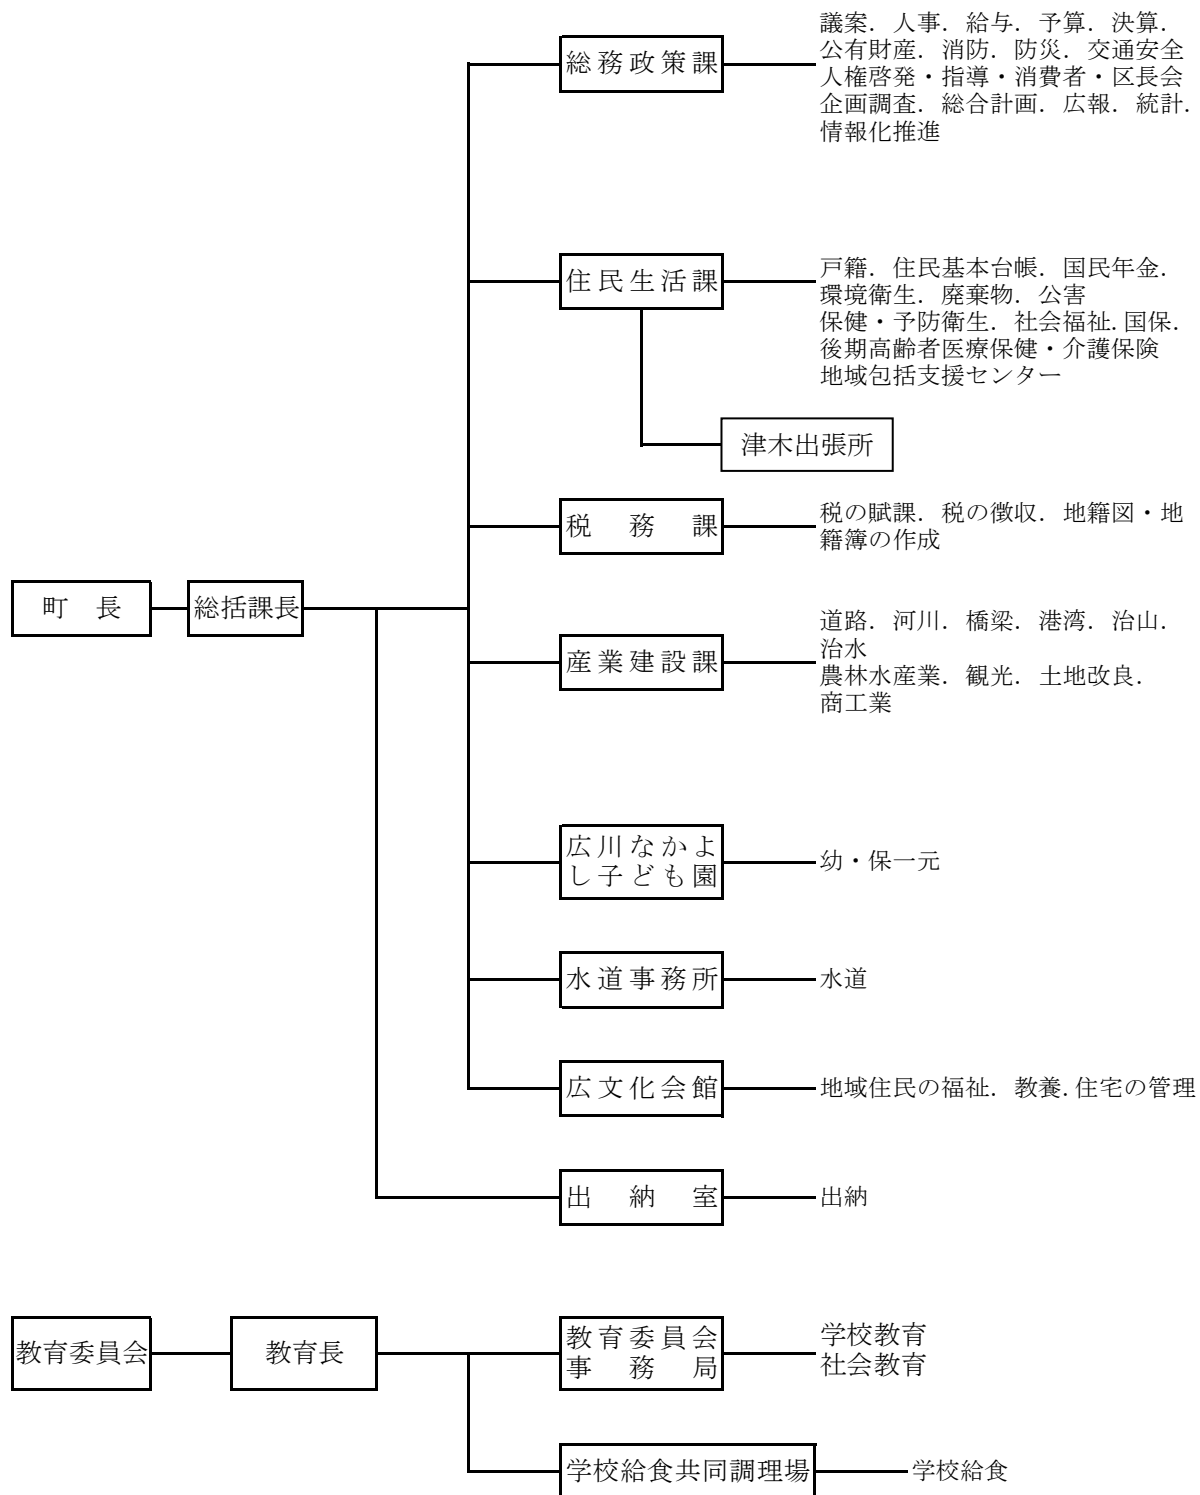 総務政策課
議案．人事．給与．予算．決算．
公有財産．消防．防災．交通安全
人権啓発・指導・消費者・区長会
企画調査．総合計画．広報．統計．
情報化推進
住民生活課
戸籍．住民基本台帳．国民年金．
環境衛生．廃棄物．公害
保健・予防衛生．社会福祉．国保．
後期高齢者医療保健・介護保険
地域包括支援センター
津木出張所
税　務　課
税の賦課．税の徴収．地籍図・地
籍簿の作成
町　長
総括課長
産業建設課
道路．河川．橋梁．港湾．治山．
治水
農林水産業．観光．土地改良．
商工業
広川なかよ
し子ども園
幼・保一元
水道事務所
水道
広文化会館
地域住民の福祉．教養．住宅の管理
出　納　室
出納
教育委員会
教育長
教育委員会
事　務　局
学校教育
社会教育
学校給食共同調理場
学校給食